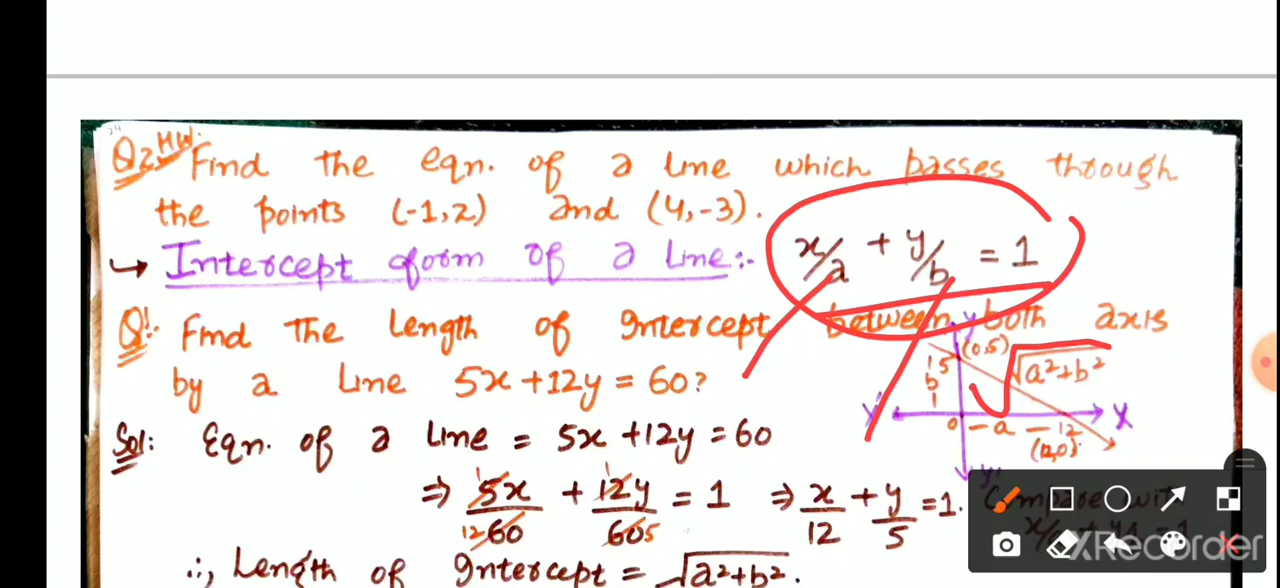 Q2. HW. Find the eqn. of a line which passes through
the points (-1,2) and (4,-3).
↳ Intercept form of a line:- x/a + y/b = 1
Q1. Find the length of intercept between both axis
by a line 5x+12y=60?
Sol: Eqn. of a line = 5x+12y=60
⇒ 5x/60 + 12y/60 = 1 ⇒ x/12 + y/5 = 1.
∴, Length of intercept = √a²+b².
Y
(0,5)
5
b
√a²+b²
X' 0 - a - 12 X
(12,0)
XRecorder